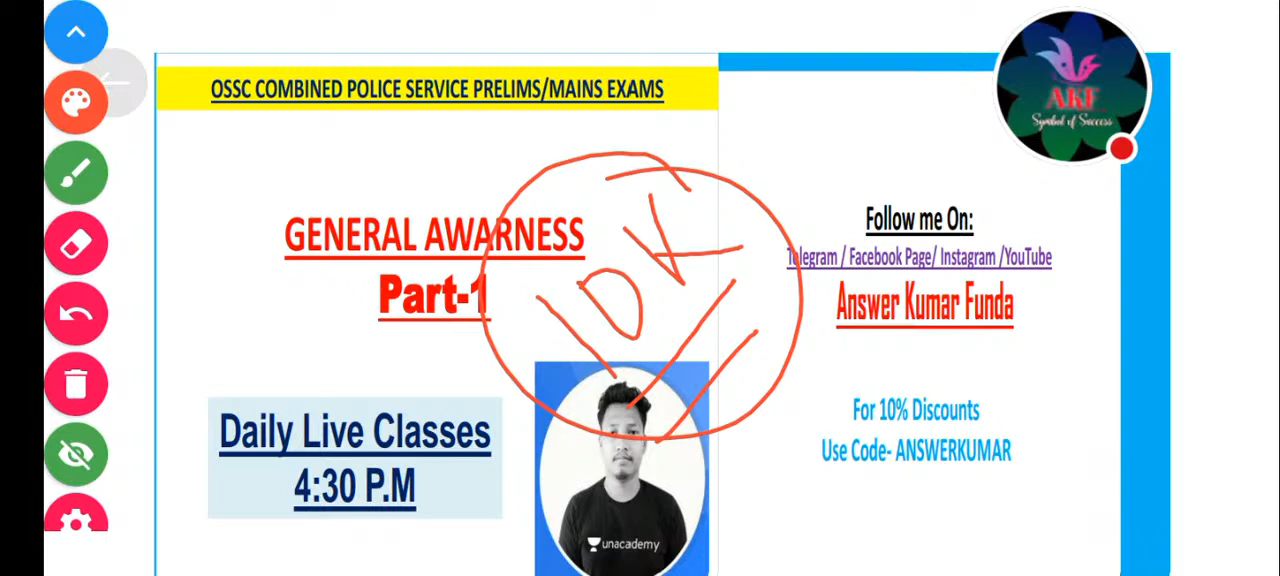 OSSC COMBINED POLICE SERVICE PRELIMS/MAINS EXAMS
GENERAL AWARNESS
Part-1
Daily Live Classes
4:30 P.M
IDK
unacademy
AKF
Symbol of Success
Follow me On:
Telegram / Facebook Page/ Instagram /YouTube
Answer Kumar Funda
For 10% Discounts
Use Code- ANSWERKUMAR